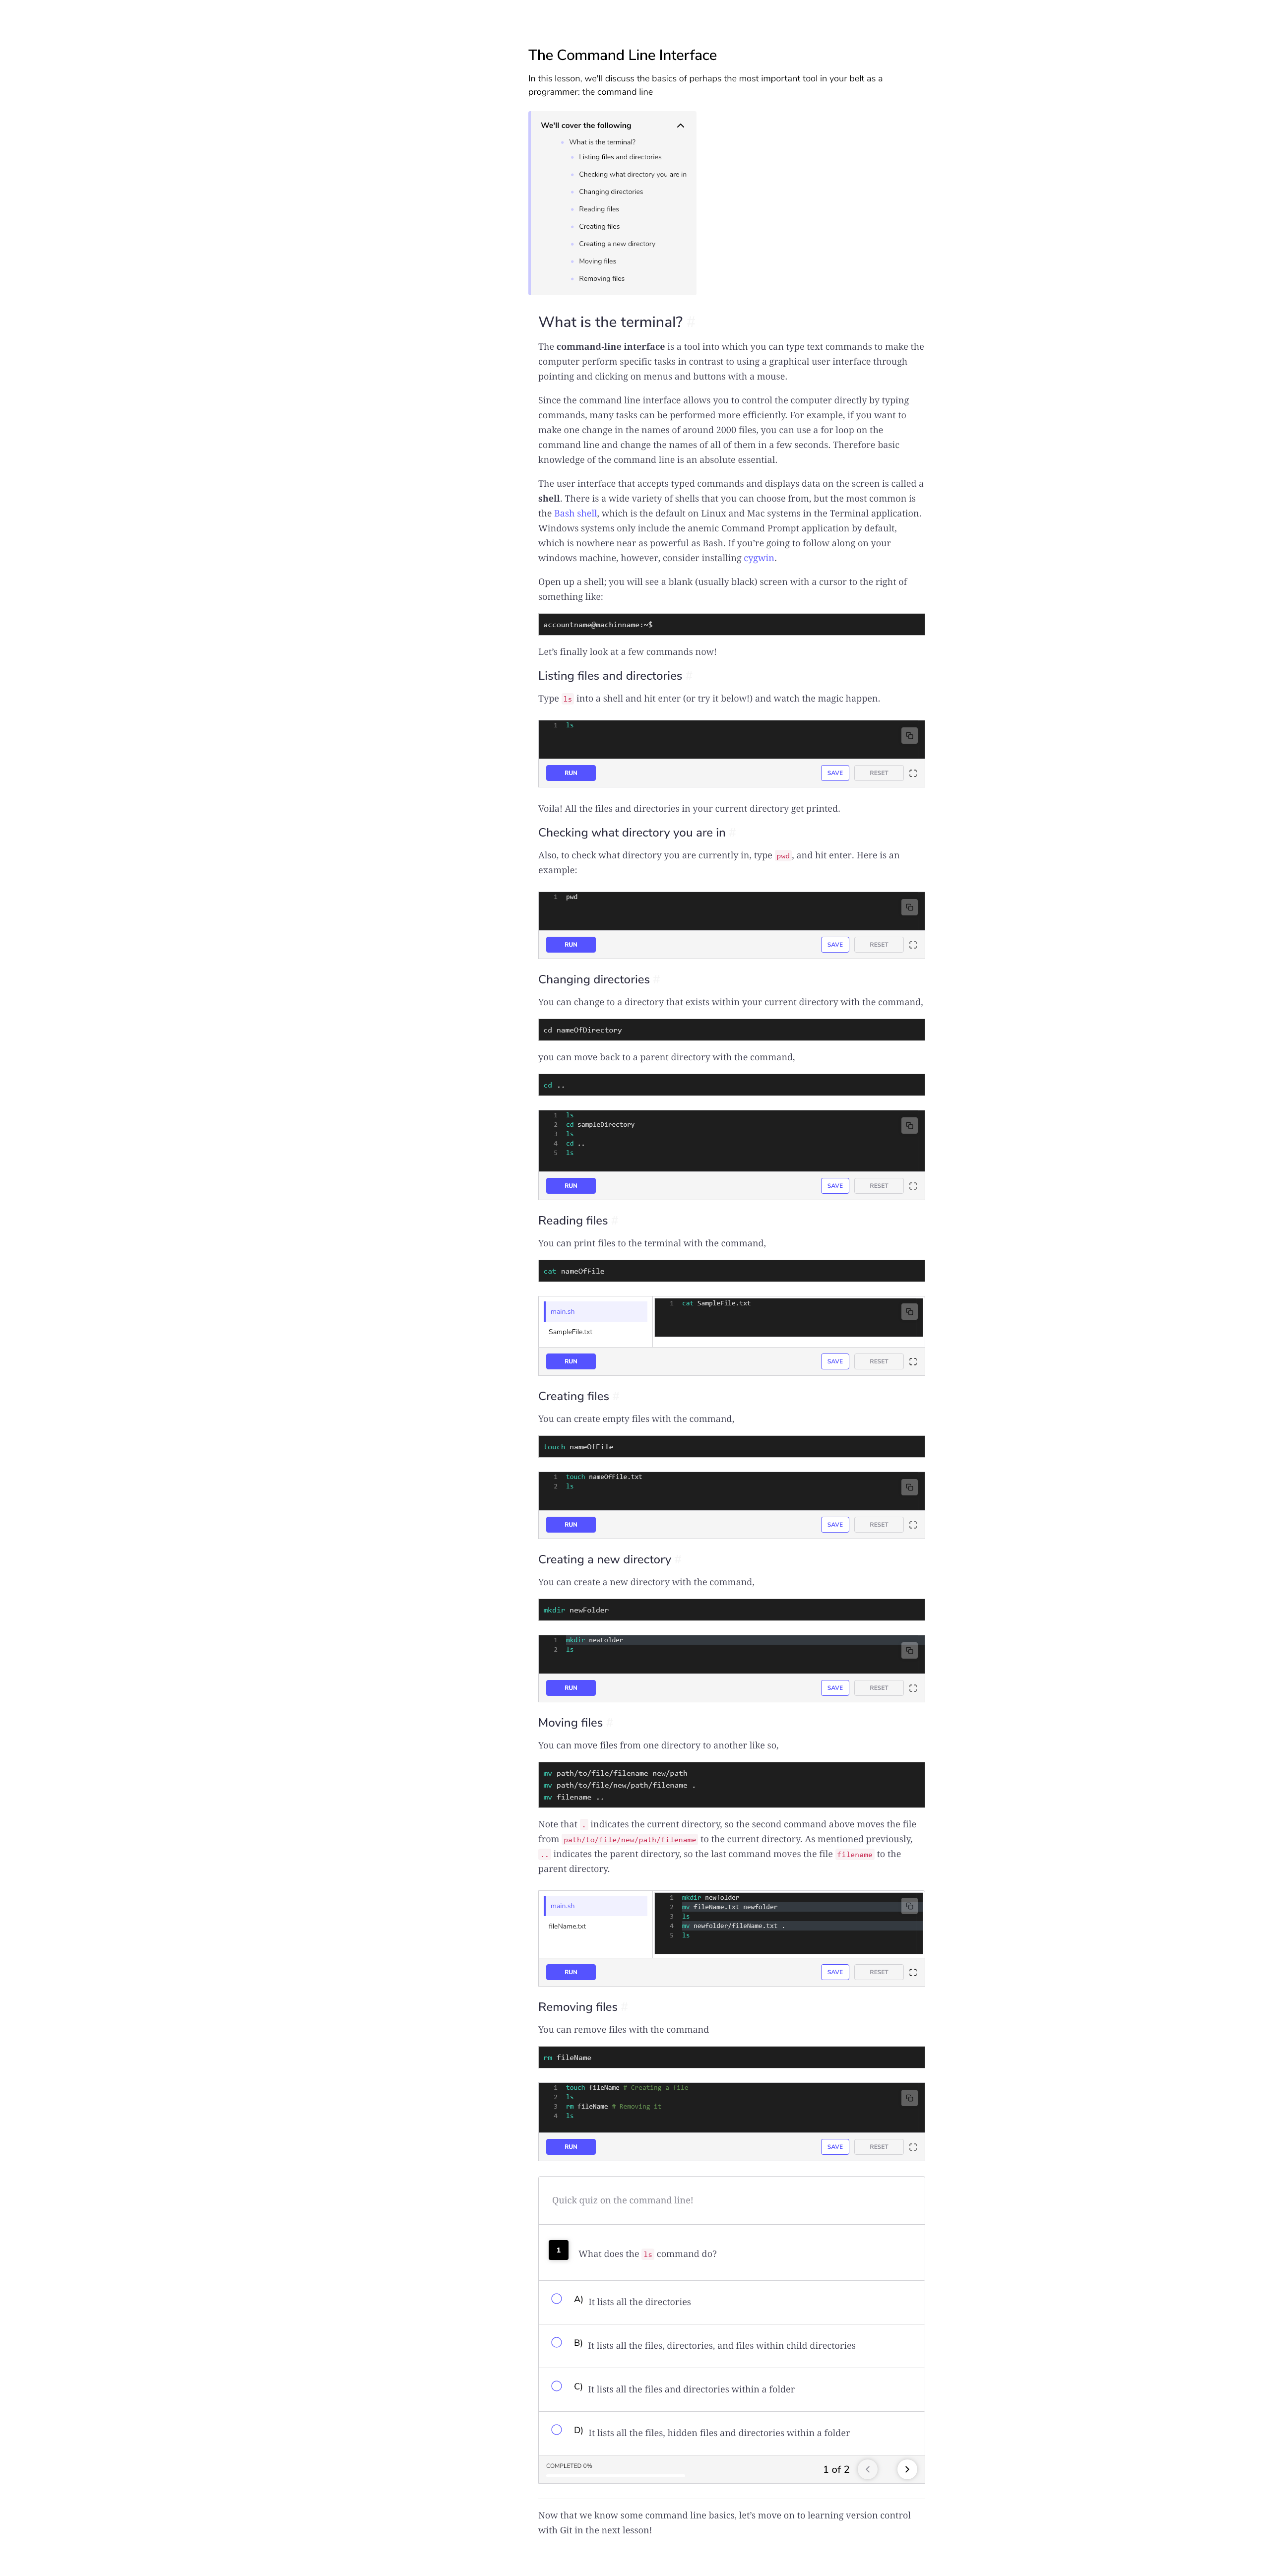 The Command Line Interface
In this lesson, we'll discuss the basics of perhaps the most important tool in your belt as a
programmer: the command line
We'll cover the following
What is the terminal?
Listing files and directories
Checking what directory you are in
Changing directories
Reading files
Creating files
Creating a new directory
Moving files
Removing files
What is the terminal? #
The command-line interface is a tool into which you can type text commands to make the
computer perform specific tasks in contrast to using a graphical user interface through
pointing and clicking on menus and buttons with a mouse.
Since the command line interface allows you to control the computer directly by typing
commands, many tasks can be performed more efficiently. For example, if you want to
make one change in the names of around 2000 files, you can use a for loop on the
command line and change the names of all of them in a few seconds. Therefore basic
knowledge of the command line is an absolute essential.
The user interface that accepts typed commands and displays data on the screen is called a
shell. There is a wide variety of shells that you can choose from, but the most common is
the Bash shell, which is the default on Linux and Mac systems in the Terminal application.
Windows systems only include the anemic Command Prompt application by default,
which is nowhere near as powerful as Bash. If you're going to follow along on your
windows machine, however, consider installing cygwin.
Open up a shell; you will see a blank (usually black) screen with a cursor to the right of
something like:
accountname@machinname:~$
Let's finally look at a few commands now!
Listing files and directories #
Type ls into a shell and hit enter (or try it below!) and watch the magic happen.
1 ls
RUN SAVE RESET
Voila! All the files and directories in your current directory get printed.
Checking what directory you are in #
Also, to check what directory you are currently in, type pwd, and hit enter. Here is an
example:
1 pwd
RUN SAVE RESET
Changing directories #
You can change to a directory that exists within your current directory with the command,
cd nameOfDirectory
you can move back to a parent directory with the command,
cd ..
1 ls
2 cd sampleDirectory
3 ls
4 cd ..
5 ls
RUN SAVE RESET
Reading files #
You can print files to the terminal with the command,
cat nameOfFile
main.sh
SampleFile.txt
1 cat SampleFile.txt
RUN SAVE RESET
Creating files #
You can create empty files with the command,
touch nameOfFile
1 touch nameOfFile.txt
2 ls
RUN SAVE RESET
Creating a new directory #
You can create a new directory with the command,
mkdir newFolder
1 mkdir newFolder
2 ls
RUN SAVE RESET
Moving files #
You can move files from one directory to another like so,
mv path/to/file/filename new/path
mv path/to/file/new/path/filename .
mv filename ..
Note that . indicates the current directory, so the second command above moves the file
from path/to/file/new/path/filename to the current directory. As mentioned previously,
.. indicates the parent directory, so the last command moves the file filename to the
parent directory.
main.sh
fileName.txt
1 mkdir newfolder
2 mv fileName.txt newfolder
3 ls
4 mv newfolder/fileName.txt .
5 ls
RUN SAVE RESET
Removing files #
You can remove files with the command
rm fileName
1 touch fileName # Creating a file
2 ls
3 rm fileName # Removing it
4 ls
RUN SAVE RESET
Quick quiz on the command line!
1 What does the ls command do?
A) It lists all the directories
B) It lists all the files, directories, and files within child directories
C) It lists all the files and directories within a folder
D) It lists all the files, hidden files and directories within a folder
COMPLETED 0% 1 of 2
Now that we know some command line basics, let's move on to learning version control
with Git in the next lesson!